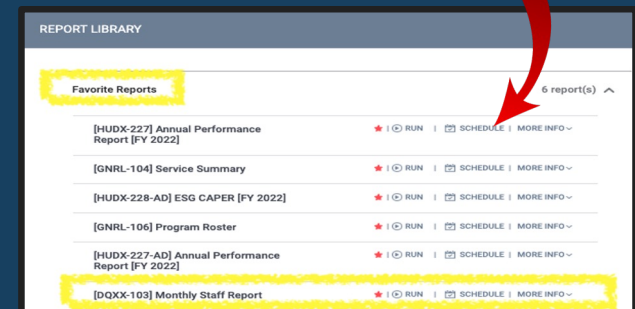 REPORT LIBRARY
Favorite Reports 6 report(s)
[HUDX-227] Annual Performance Report [FY 2022] RUN | SCHEDULE | MORE INFO
[GNRL-104] Service Summary | RUN | SCHEDULE | MORE INFO
[HUDX-228-AD] ESG CAPER [FY 2022] | RUN | SCHEDULE | MORE INFO
[GNRL-106] Program Roster | RUN | SCHEDULE | MORE INFO
[HUDX-227-AD] Annual Performance Report [FY 2022] | RUN | SCHEDULE | MORE INFO
[DQXX-103] Monthly Staff Report | RUN | SCHEDULE | MORE INFO